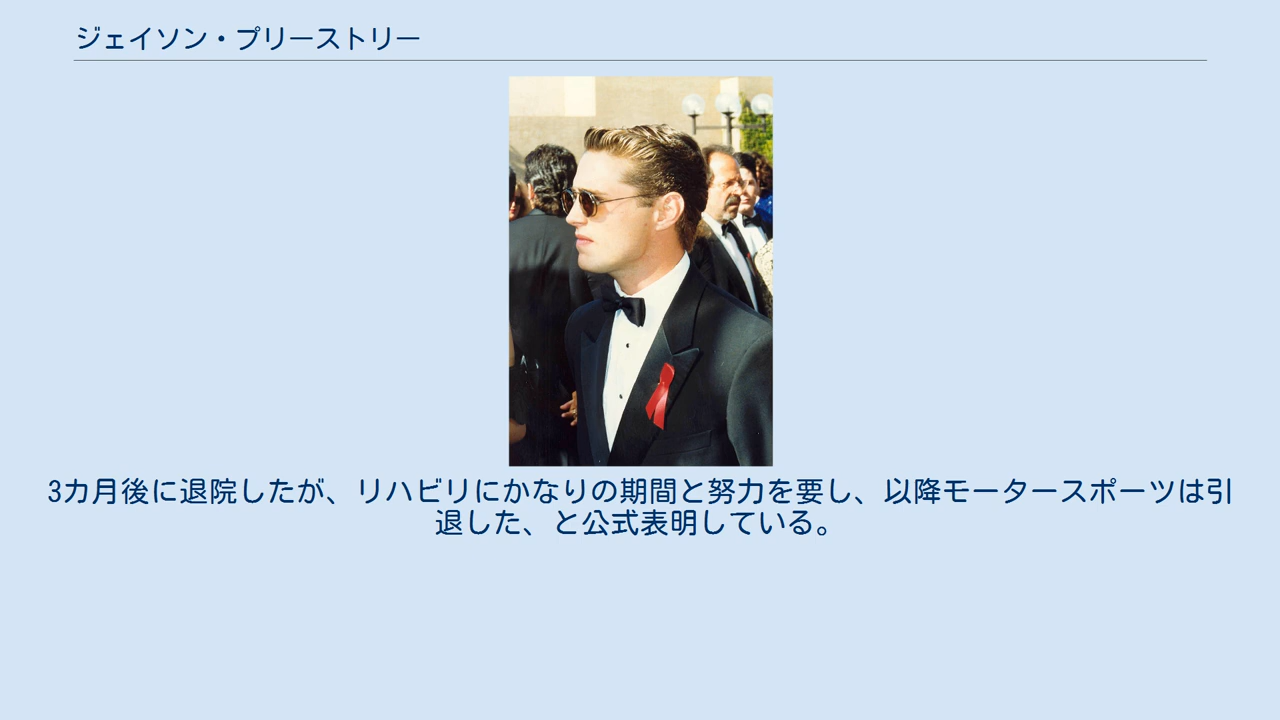 ジェイソン・プリーストリー
3カ月後に退院したが、リハビリにかなりの期間と努力を要し、以降モータースポーツは引
退した、と公式表明している。